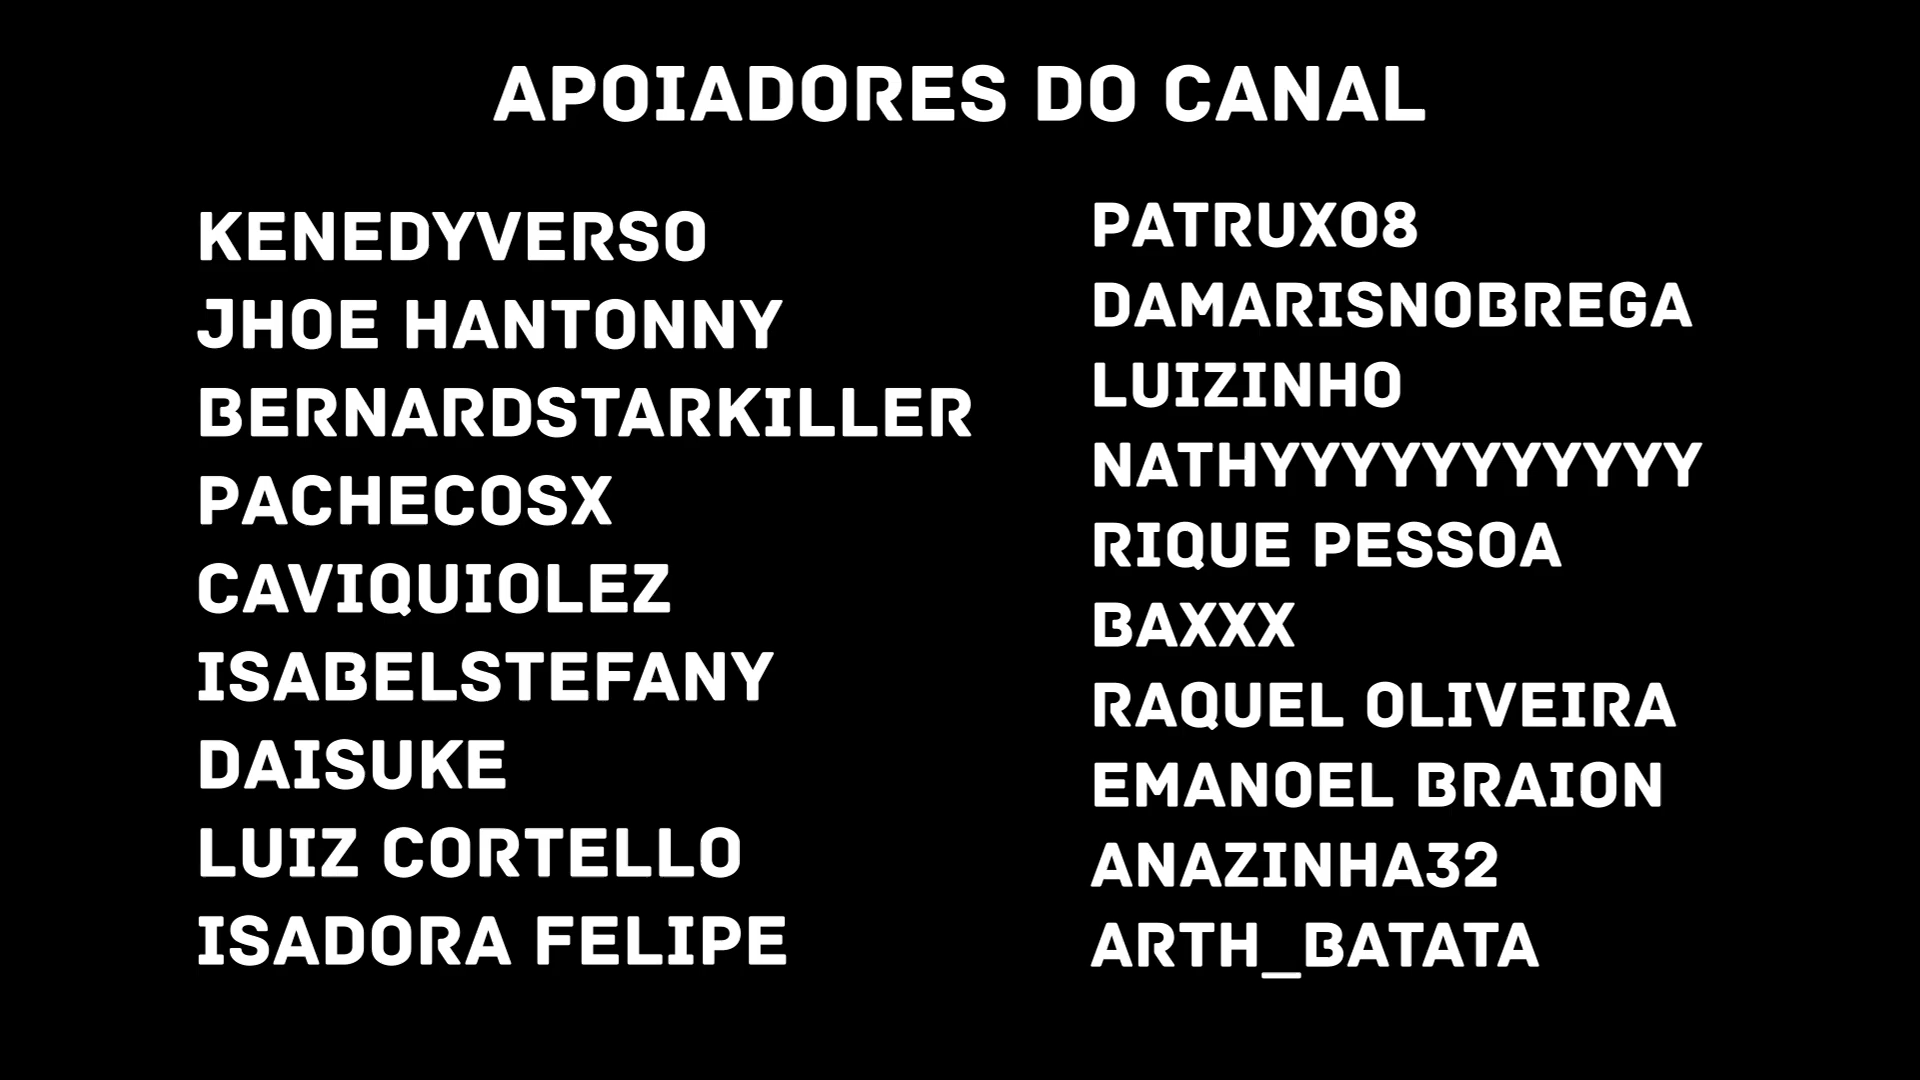 APOIADORES DO CANAL
KENEDYVERSO
JHOE HANTONNY
BERNARDSTARKILLER
PACHECOSX
CAVIQUIOLEZ
ISABELSTEFANY
DAISUKE
LUIZ CORTELLO
ISADORA FELIPE
PATRUX08
DAMARISNOBREGA
LUIZINHO
NATHYYYYYYYYYYY
RIQUE PESSOA
BAXXX
RAQUEL OLIVEIRA
EMANOEL BRAION
ANAZINHA32
ARTH_BATATA